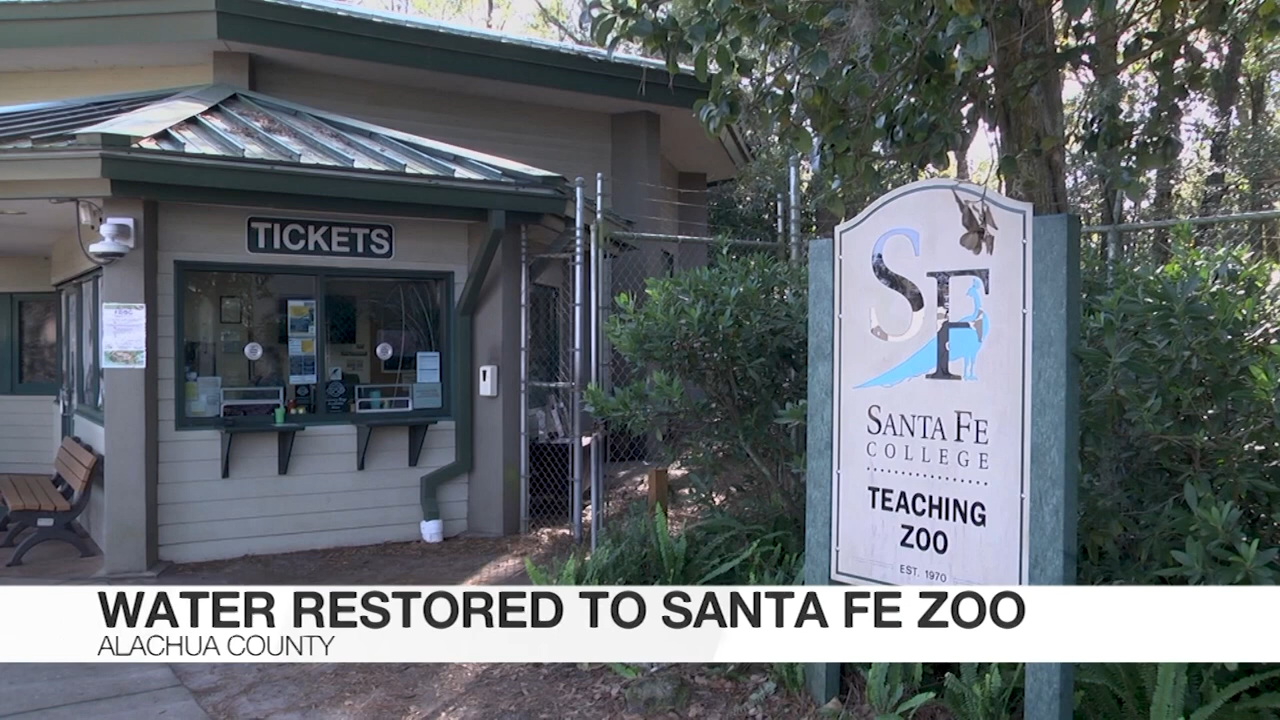 TICKETS
SF
SANTA FE
COLLEGE
TEACHING
ZOO
EST. 1970
WATER RESTORED TO SANTA FE ZOO
ALACHUA COUNTY